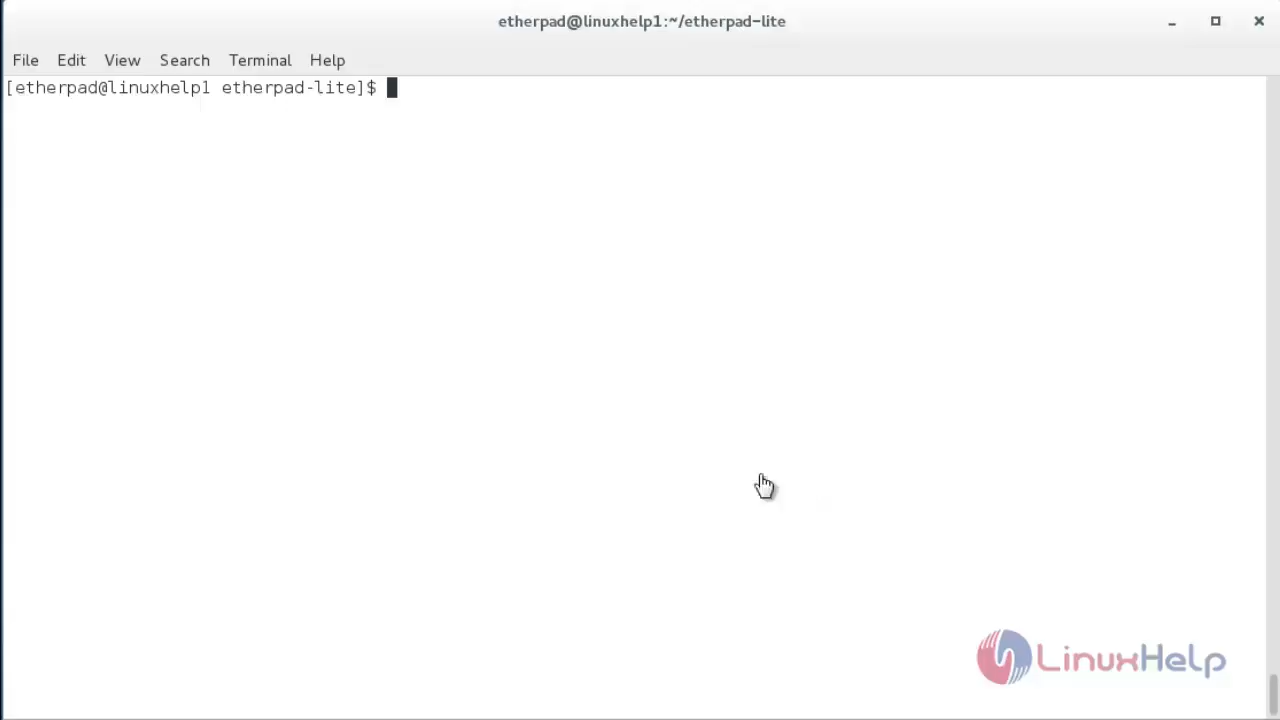 etherpad@linuxhelp1:~/etherpad-lite
File Edit View Search Terminal Help
[etherpad@linuxhelp1 etherpad-lite]$
LinuxHelp